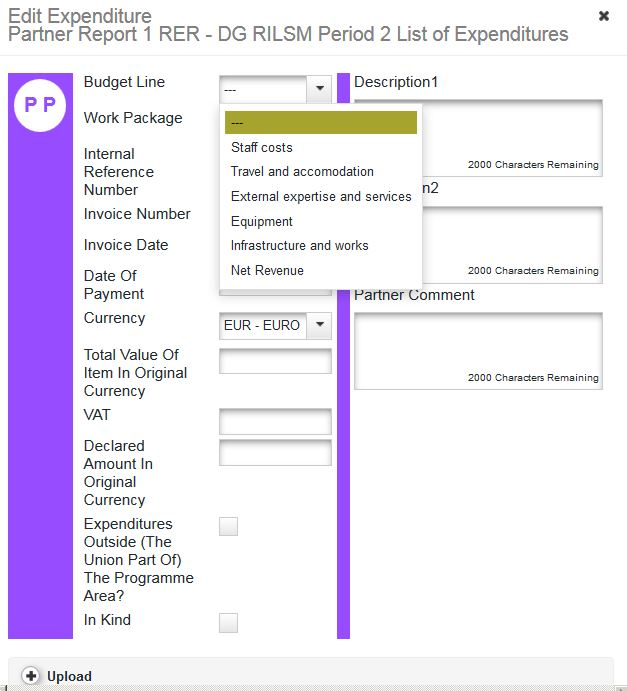 Edit Expenditure
Partner Report 1 RER - DG RILSM Period 2 List of Expenditures
P P
Budget Line
---
Work Package
Internal
Reference
Number
Invoice Number
Invoice Date
Date Of
Payment
Currency
EUR - EURO
Total Value Of
Item In Original
Currency
VAT
Declared
Amount In
Original
Currency
Expenditures
Outside (The
Union Part Of)
The Programme
Area?
In Kind
---
Staff costs
Travel and accomodation
External expertise and services
Equipment
Infrastructure and works
Net Revenue
Description1
2000 Characters Remaining
n2
2000 Characters Remaining
Partner Comment
2000 Characters Remaining
Upload